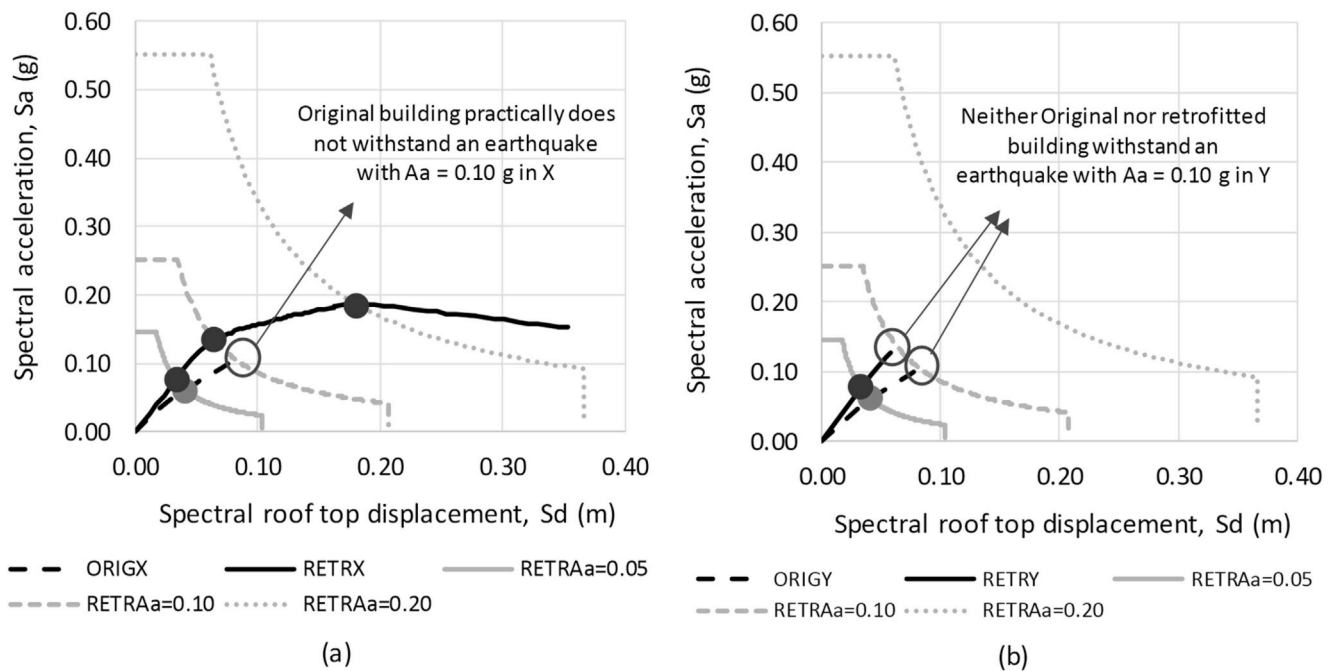 Spectral acceleration, Sa (g)
0.60
0.50
0.40
0.30
0.20
0.10
0.00
Original building practically does
not withstand an earthquake
with Aa = 0.10 g in X
0.00 0.10 0.20 0.30 0.40
Spectral roof top displacement, Sd (m)
ORIGX RETRX RETRAa=0.05
RETRAa=0.10 RETRAa=0.20
(a)
Spectral acceleration, Sa (g)
0.60
0.50
0.40
0.30
0.20
0.10
0.00
Neither Original nor retrofitted
building withstand an
earthquake with Aa = 0.10 g in Y
0.00 0.10 0.20 0.30 0.40
Spectral roof top displacement, Sd (m)
ORIGY RETRY RETRAa=0.05
RETRAa=0.10 RETRAa=0.20
(b)